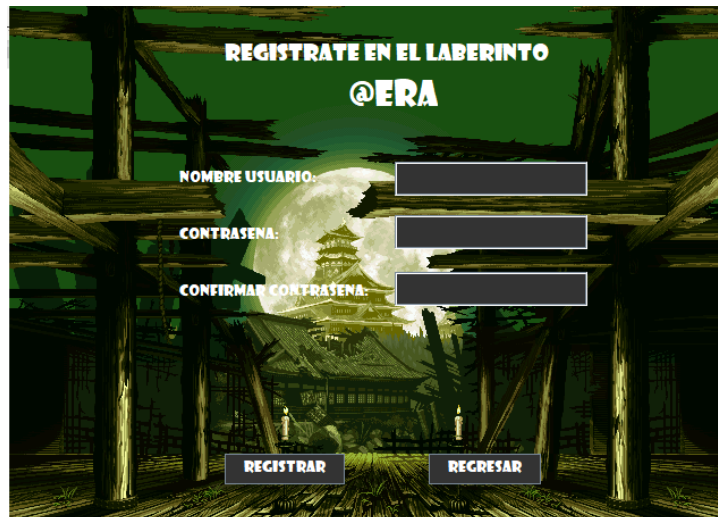 REGISTRATE EN EL LABERINTO
@ERA
NOMBRE USUARIO:
CONTRASENA:
CONFIRMAR CONTRASENA:
REGISTRAR REGRESAR